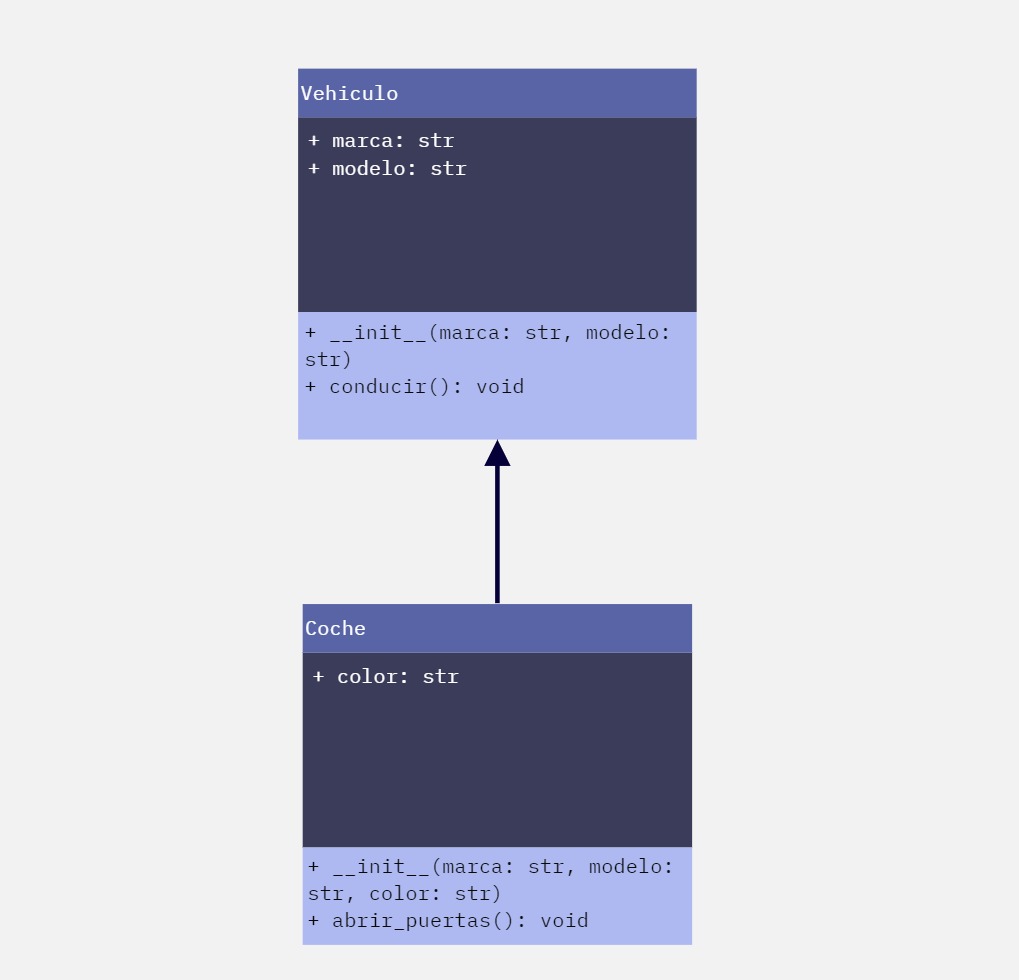 Vehiculo
+ marca: str
+ modelo: str
+ __init__(marca: str, modelo:
str)
+ conducir(): void
Coche
+ color: str
+ __init__(marca: str, modelo:
str, color: str)
+ abrir_puertas(): void